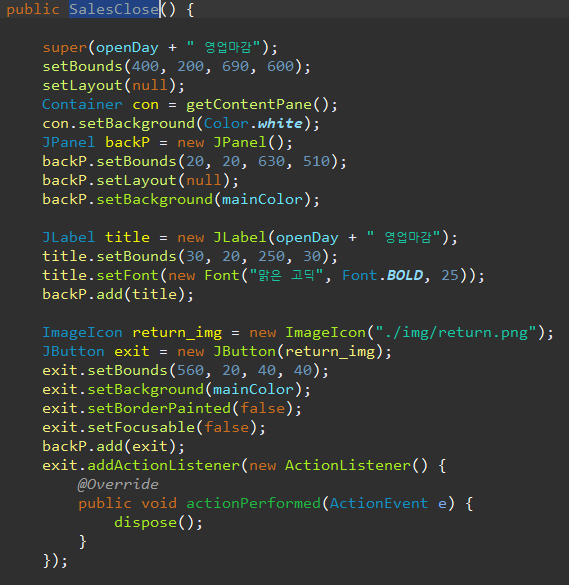 public SalesClose() {
super(openDay + " 영업마감");
setBounds(400, 200, 690, 600);
setLayout(null);
Container con = getContentPane();
con.setBackground(Color.white);
JPanel backP = new JPanel();
backP.setBounds(20, 20, 630, 510);
backP.setLayout(null);
backP.setBackground(mainColor);
JLabel title = new JLabel(openDay + " 영업마감");
title.setBounds(30, 20, 250, 30);
title.setFont(new Font("맑은 고딕", Font.BOLD, 25));
backP.add(title);
ImageIcon return_img = new ImageIcon("./img/return.png");
JButton exit = new JButton(return_img);
exit.setBounds(560, 20, 40, 40);
exit.setBackground(mainColor);
exit.setBorderPainted(false);
exit.setFocusable(false);
backP.add(exit);
exit.addActionListener(new ActionListener() {
@Override
public void actionPerformed(ActionEvent e) {
dispose();
}
});